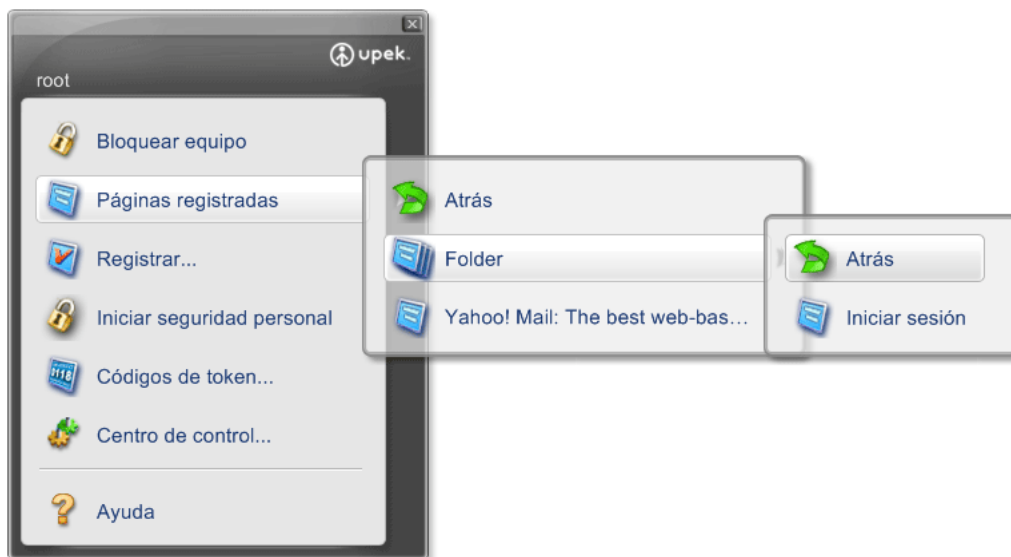 upek
root
Bloquear equipo
Páginas registradas
Registrar...
Iniciar seguridad personal
Códigos de token...
Centro de control...
Ayuda
Atrás
Folder
Yahoo! Mail: The best web-bas...
Atrás
Iniciar sesión